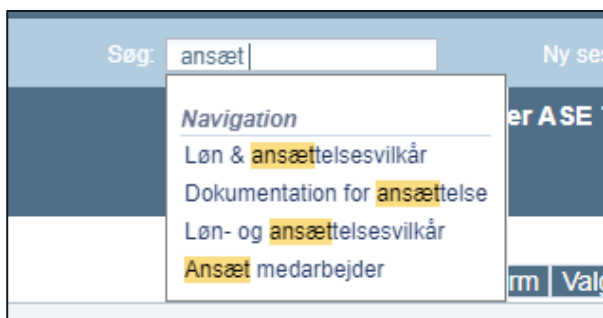 Søg: ansæt Ny ses
er ASE
Navigation
Løn & ansættelsesvilkår
Dokumentation for ansættelse
Løn- og ansættelsesvilkår
Ansæt medarbejder
rm Valg